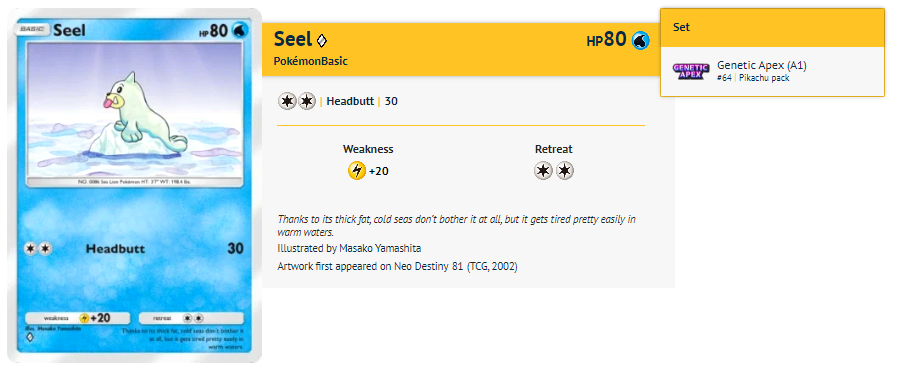 BASIC Seel HP 80
NO. 0086 Sea Lion Pokémon HT: 3'7" WT: 198.4 lbs.
Headbutt 30
weakness +20 retreat
Illus. Masako Yamashita
Thanks to its thick fat, cold seas don't bother it
at all, but it gets tired pretty easily in
warm waters.
Seel HP80
PokémonBasic
| Headbutt | 30
Weakness Retreat
+20
Thanks to its thick fat, cold seas don't bother it at all, but it gets tired pretty easily in
warm waters.
Illustrated by Masako Yamashita
Artwork first appeared on Neo Destiny 81 (TCG, 2002)
Set
GENETIC
APEX
Genetic Apex (A1)
#64 | Pikachu pack